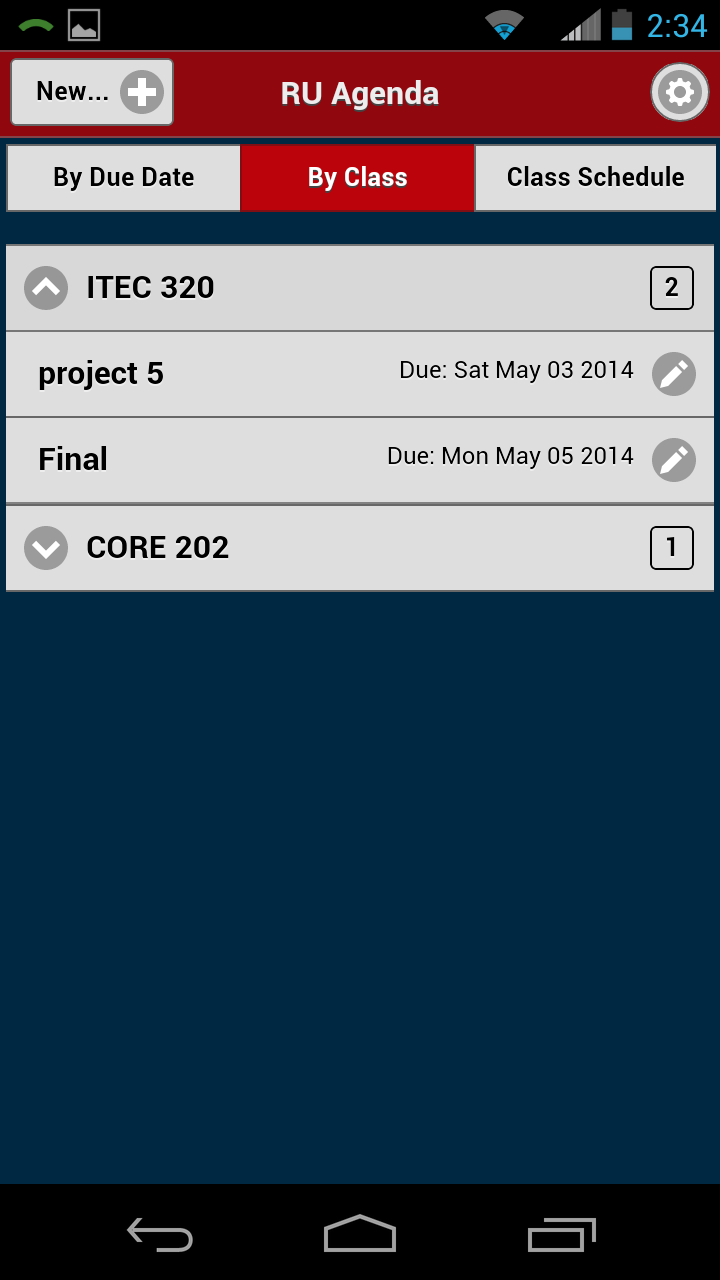 2:34
New...
RU Agenda
By Due Date
By Class
Class Schedule
ITEC 320
2
project 5
Due: Sat May 03 2014
Final
Due: Mon May 05 2014
CORE 202
1